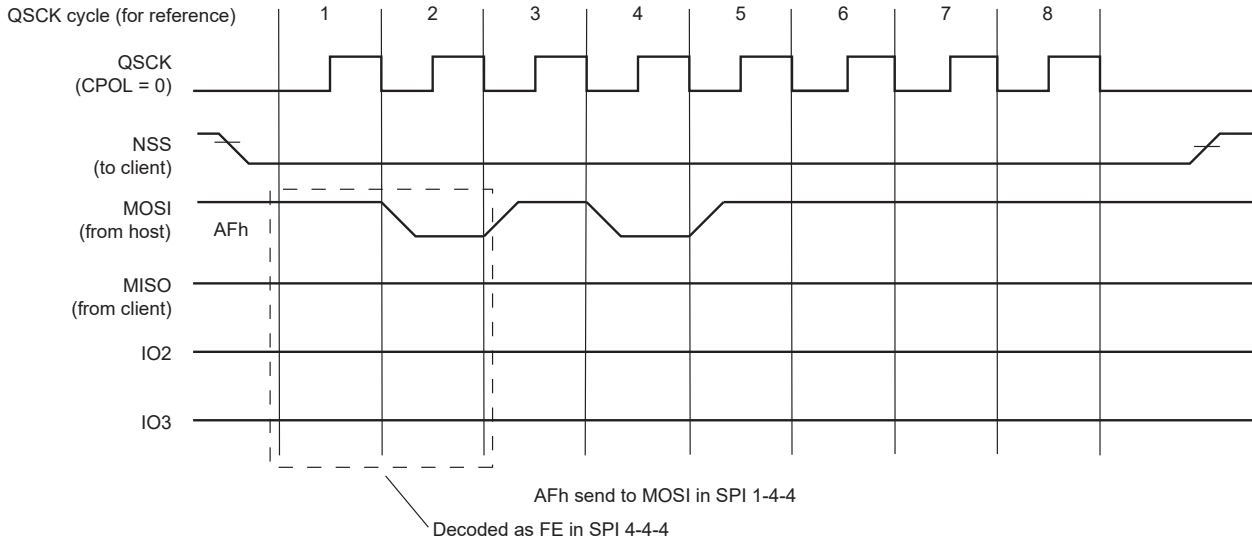 QSCK cycle (for reference) 1 2 3 4 5 6 7 8
QSCK
(CPOL = 0)
NSS
(to client)
MOSI
(from host)
AFh
MISO
(from client)
IO2
IO3
AFh send to MOSI in SPI 1-4-4
Decoded as FE in SPI 4-4-4